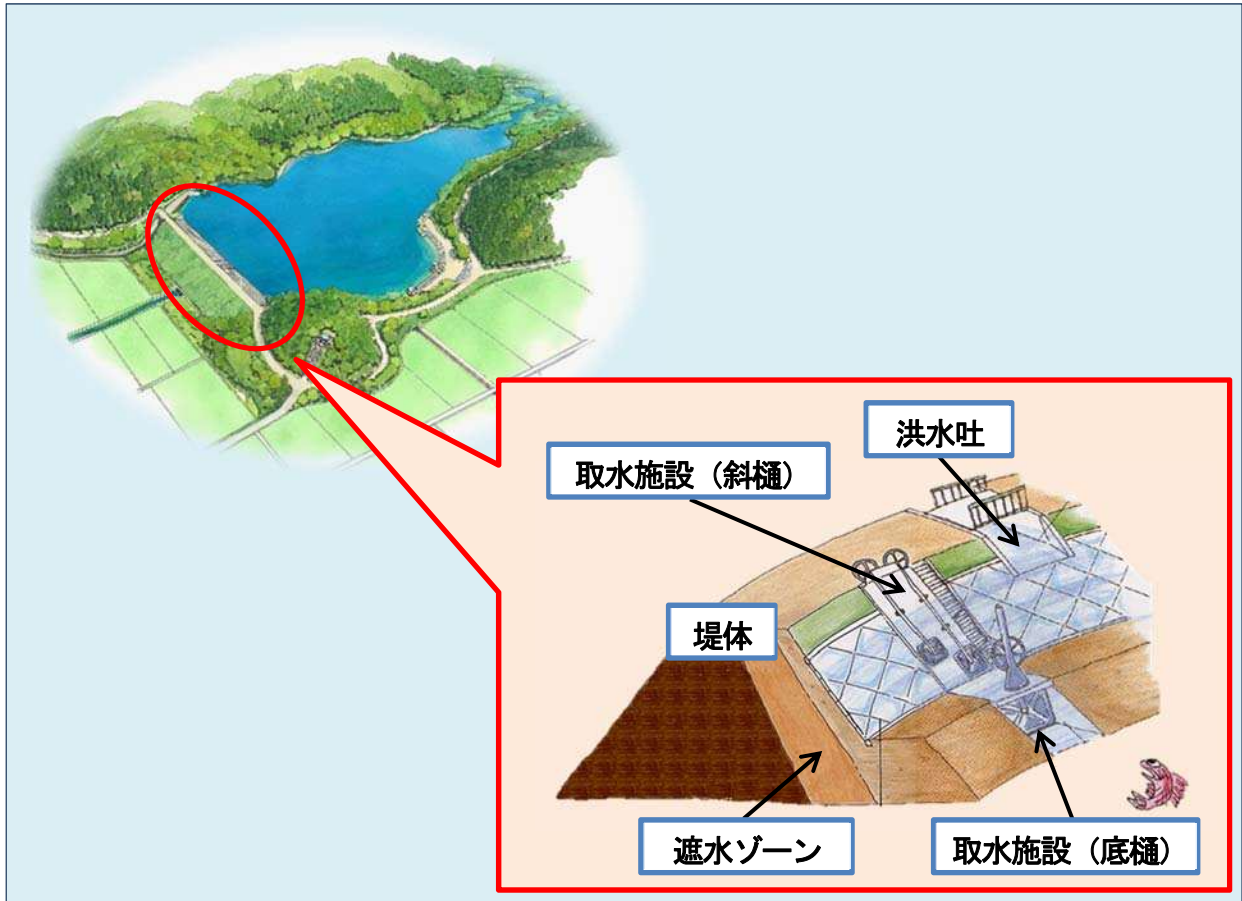 洪水吐
取水施設（斜樋）
堤体
遮水ゾーン
取水施設（底樋）